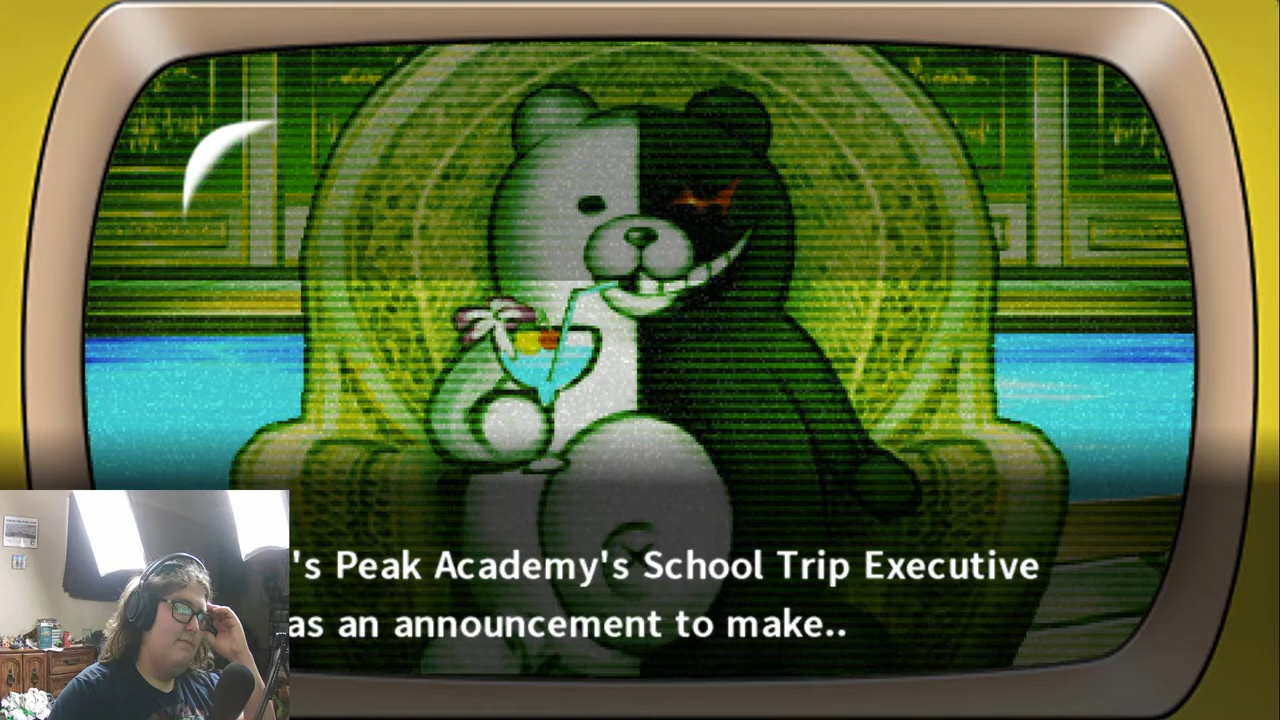 's Peak Academy's School Trip Executive
as an announcement to make..